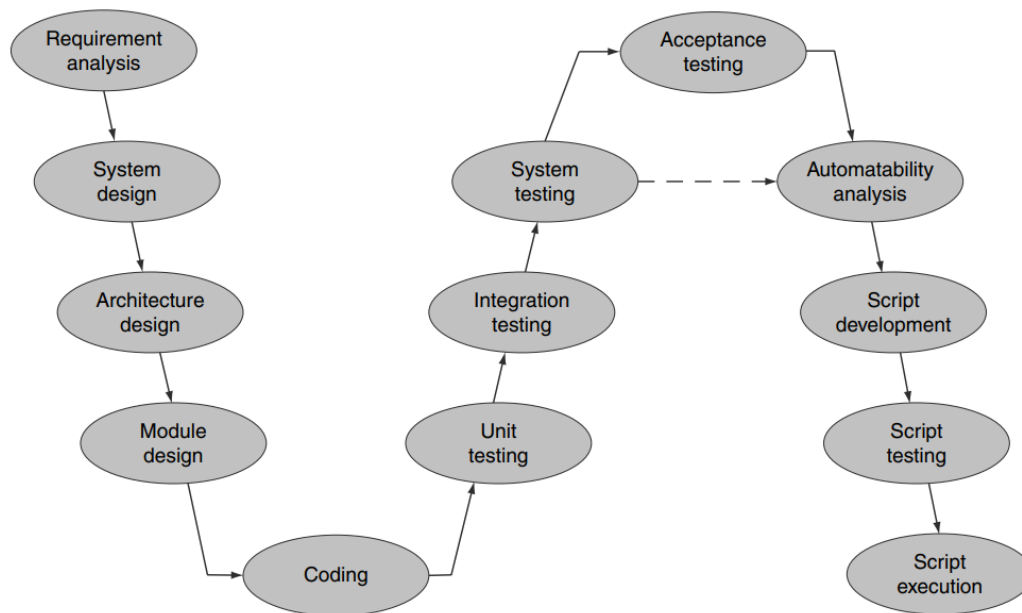 Requirement
analysis
System
design
Architecture
design
Module
design
Coding
Unit
testing
Integration
testing
System
testing
Acceptance
testing
Automatability
analysis
Script
development
Script
testing
Script
execution